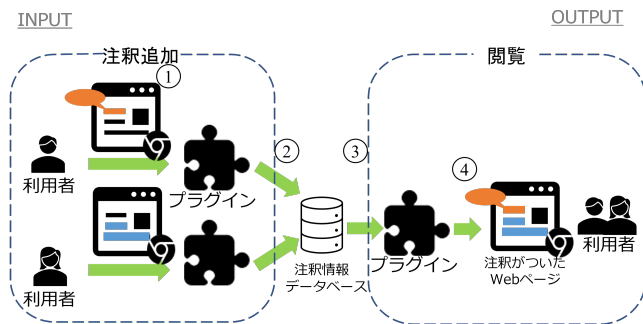 INPUT
OUTPUT
注釈追加
閲覧
①
利用者
プラグイン
②
③
④
利用者
注釈情報
データベース
プラグイン
注釈がついた
Webページ
利用者